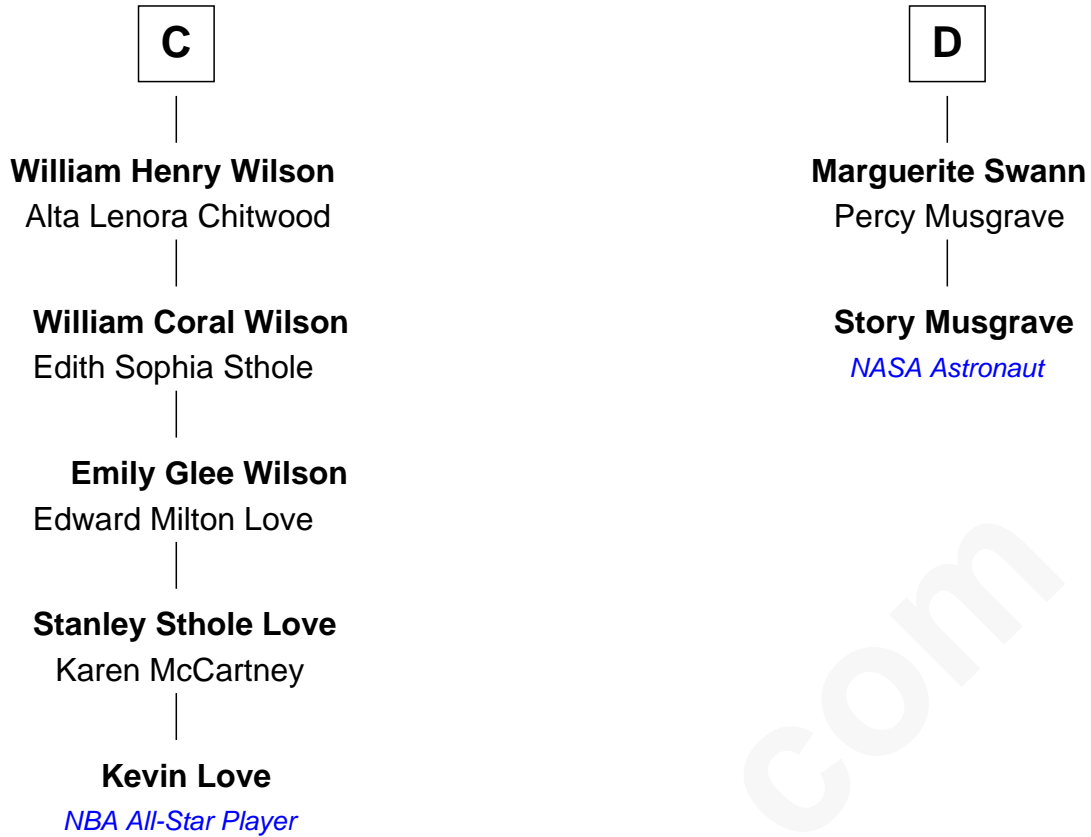 C
William Henry Wilson
Alta Lenora Chitwood
William Coral Wilson
Edith Sophia Sthole
Emily Glee Wilson
Edward Milton Love
Stanley Sthole Love
Karen McCartney
Kevin Love
NBA All-Star Player
D
Marguerite Swann
Percy Musgrave
Story Musgrave
NASA Astronaut
com